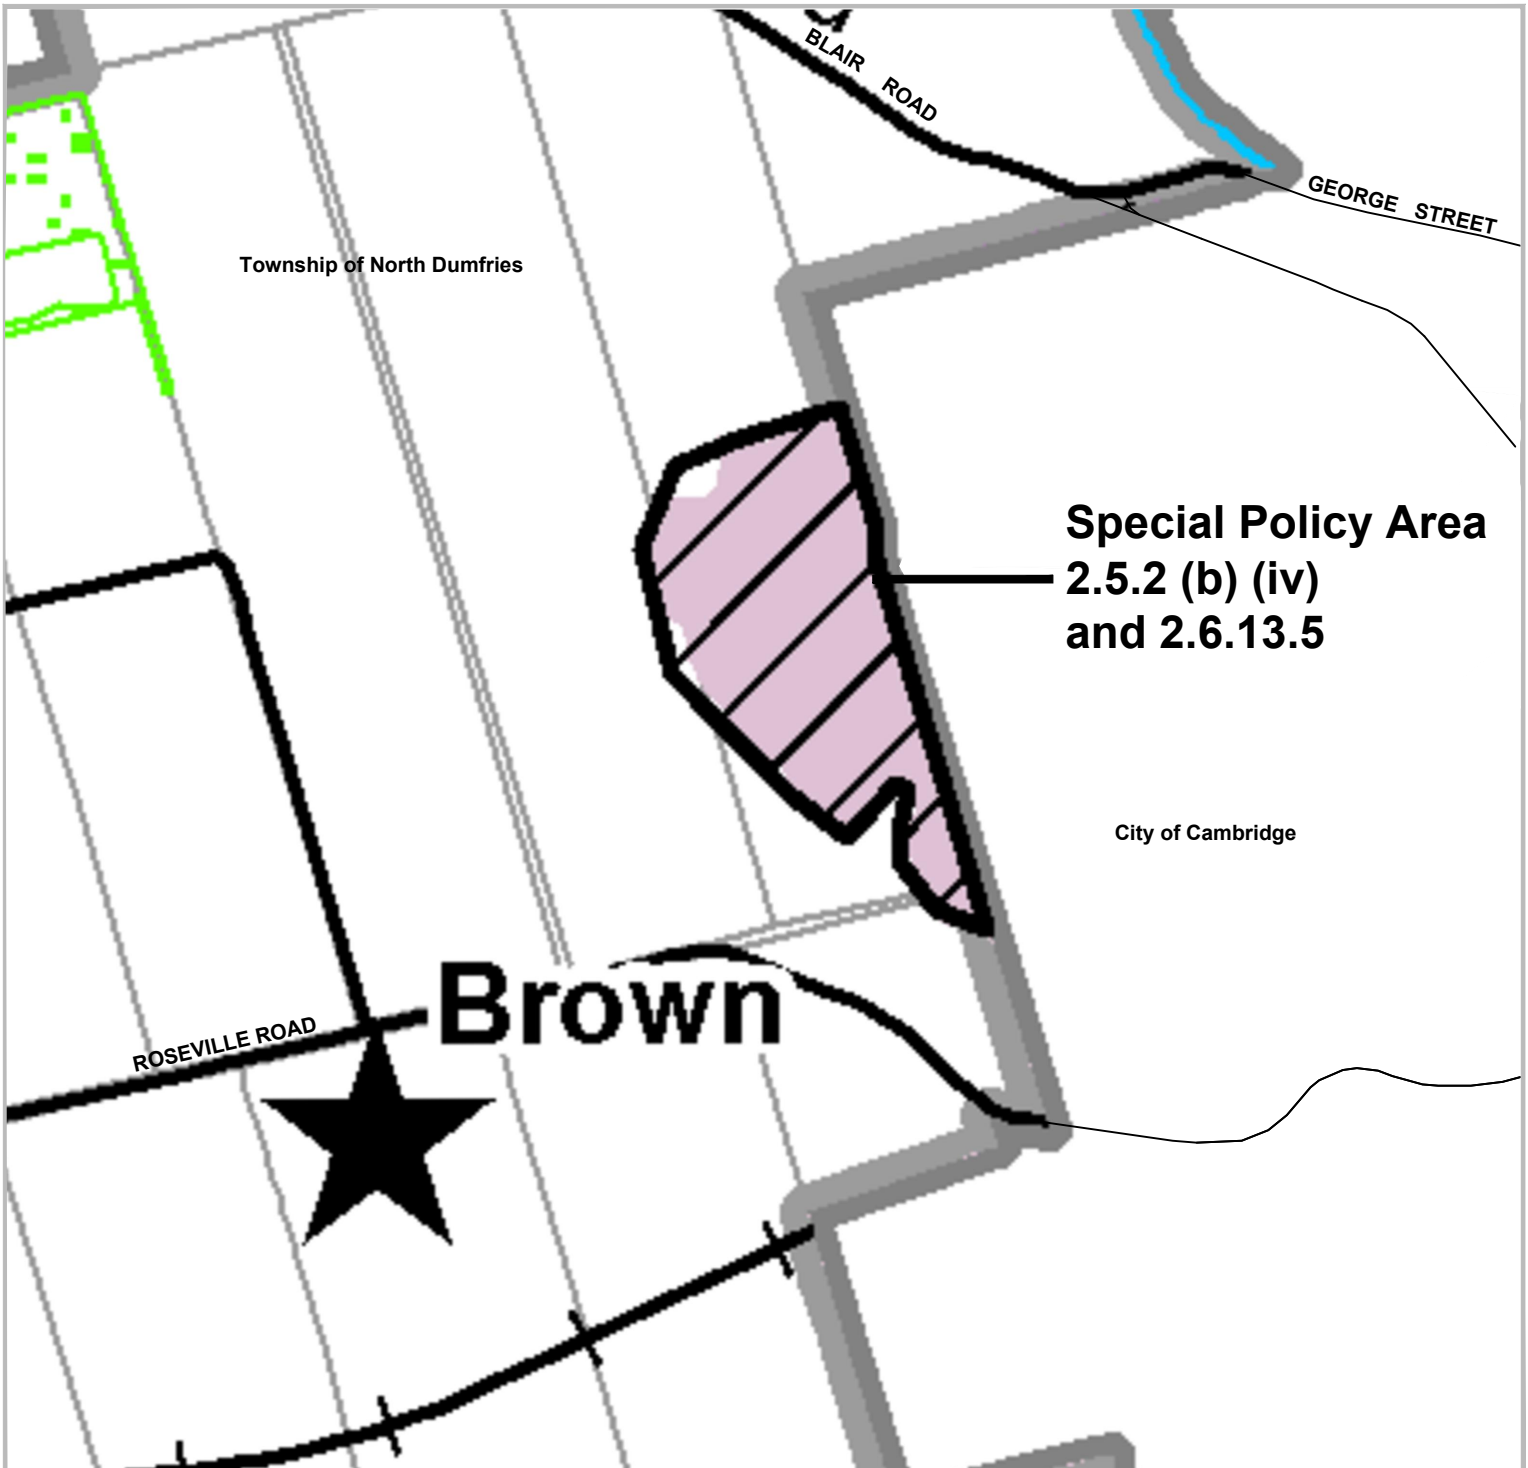 BLAIR ROAD
GEORGE STREET
Township of North Dumfries
Special Policy Area
2.5.2 (b) (iv)
and 2.6.13.5
City of Cambridge
Brown
ROSEVILLE ROAD